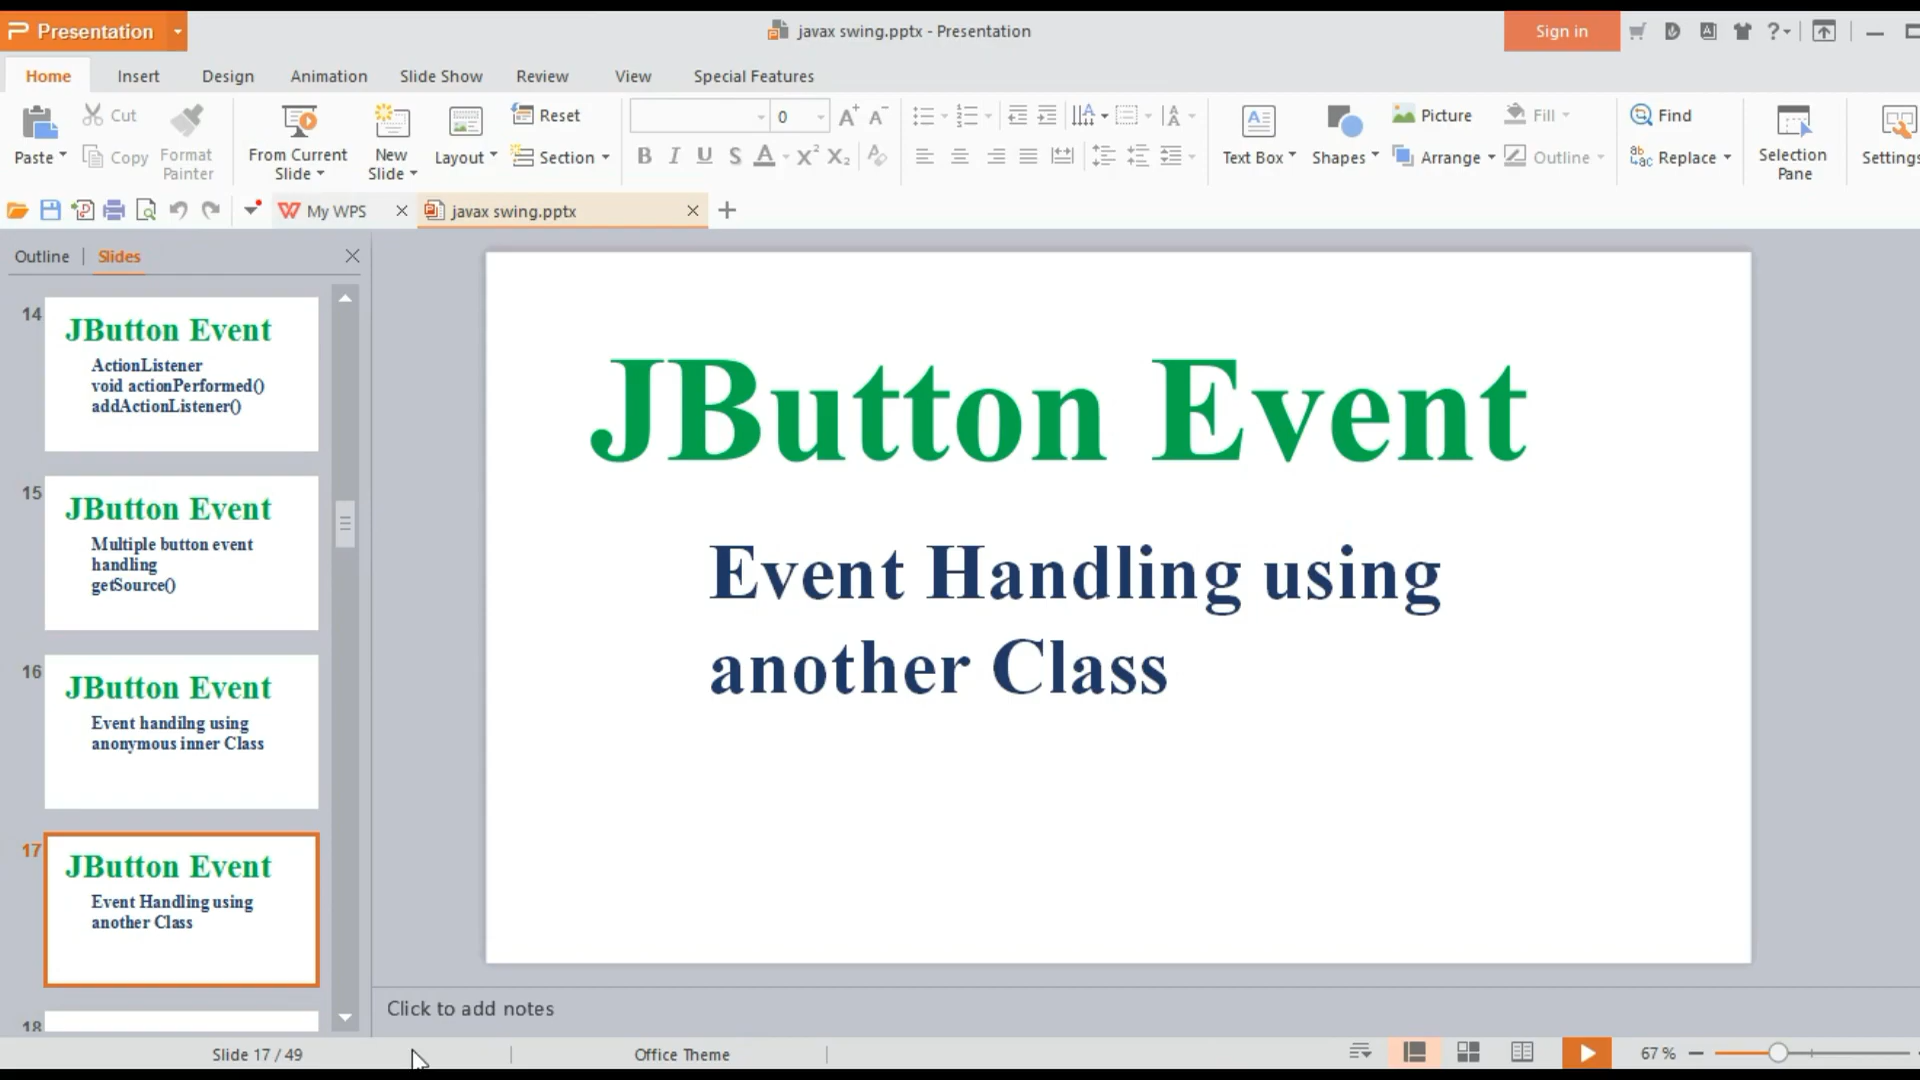 Presentation
javax swing.pptx - Presentation
Sign in
Home Insert Design Animation Slide Show Review View Special Features
Paste Cut Copy Format Painter
From Current Slide New Slide Layout Reset Section
0
B I U S A X² X₂
Text Box Shapes Picture Arrange Fill Outline
Find Replace Selection Pane Settings
My WPS javax swing.pptx
Outline Slides
14
JButton Event
ActionListener
void actionPerformed()
addActionListener()
15
JButton Event
Multiple button event
handling
getSource()
16
JButton Event
Event handilng using
anonymous inner Class
17
JButton Event
Event Handling using
another Class
18
JButton Event
Event Handling using
another Class
Click to add notes
Slide 17 / 49 Office Theme 67 %